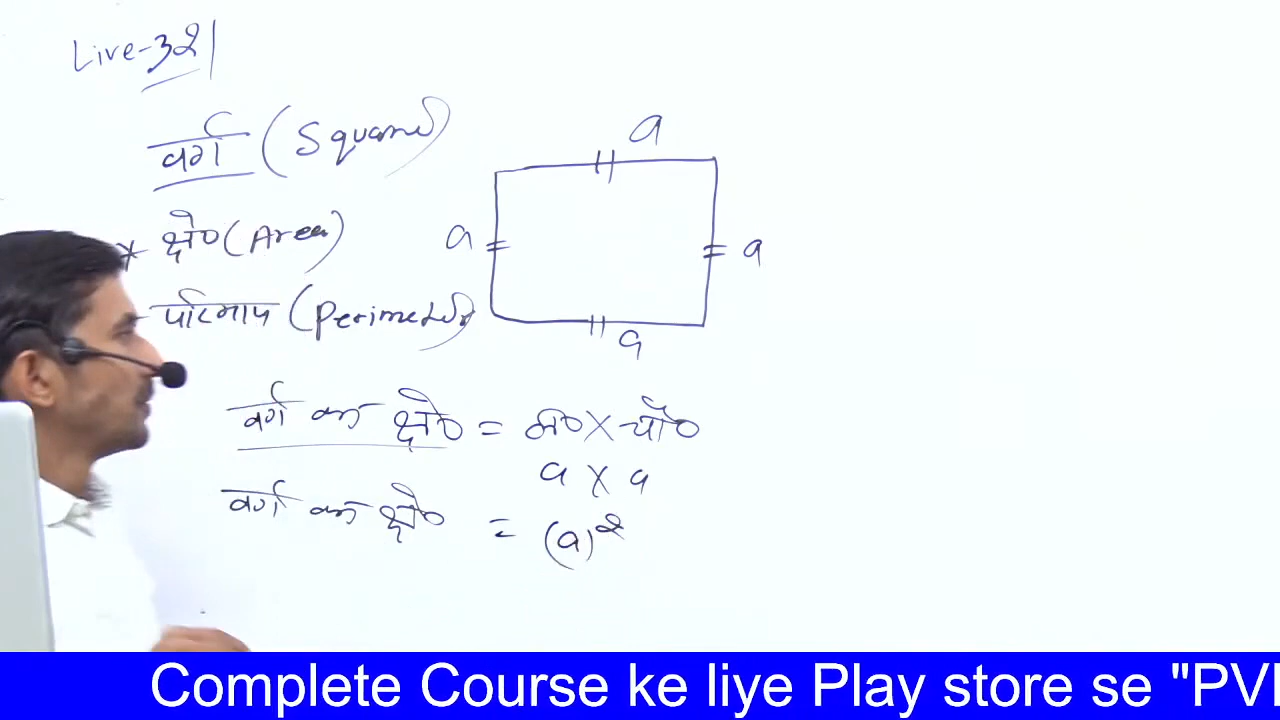 Live-321
वर्ग (Square)
a
* क्षे० (Area)
a
a
- परिमाप (Perimeter)
a
वर्ग का क्षे० = ल० X चौ०
a X a
वर्ग का क्षे० = (a)²
Complete Course ke liye Play store se "PVI